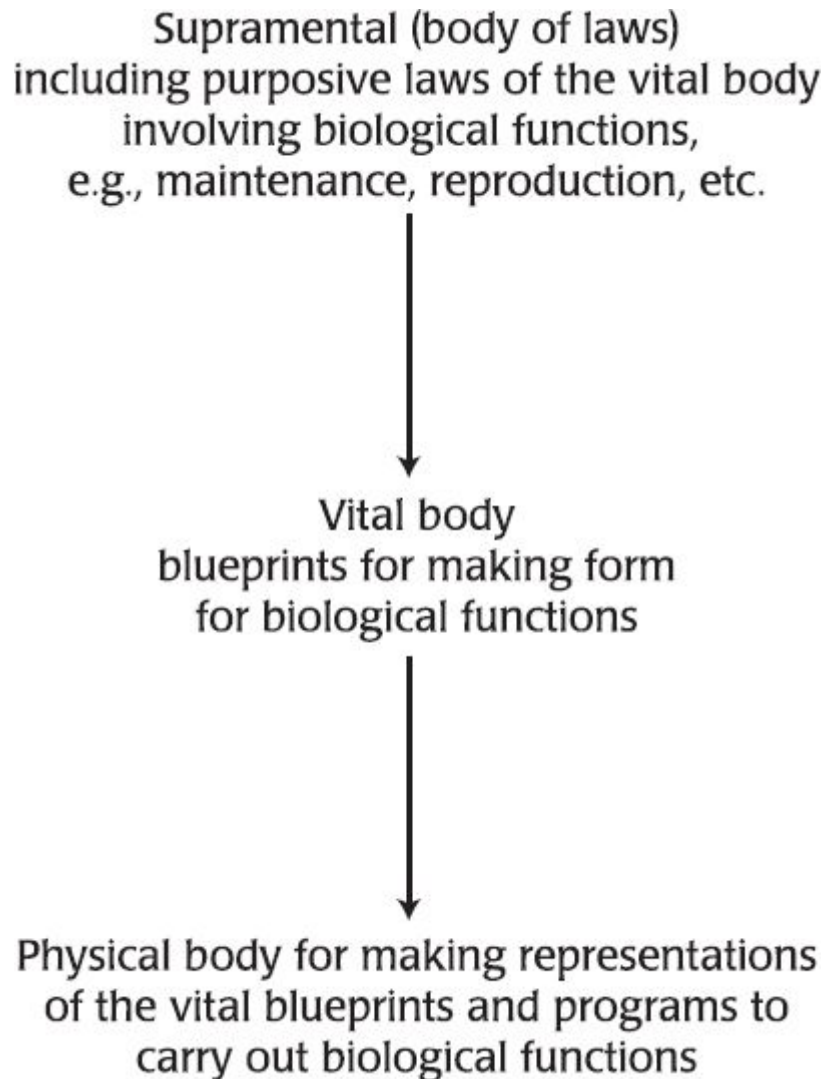 Supramental (body of laws)
including purposive laws of the vital body
involving biological functions,
e.g., maintenance, reproduction, etc.
Vital body
blueprints for making form
for biological functions
Physical body for making representations
of the vital blueprints and programs to
carry out biological functions